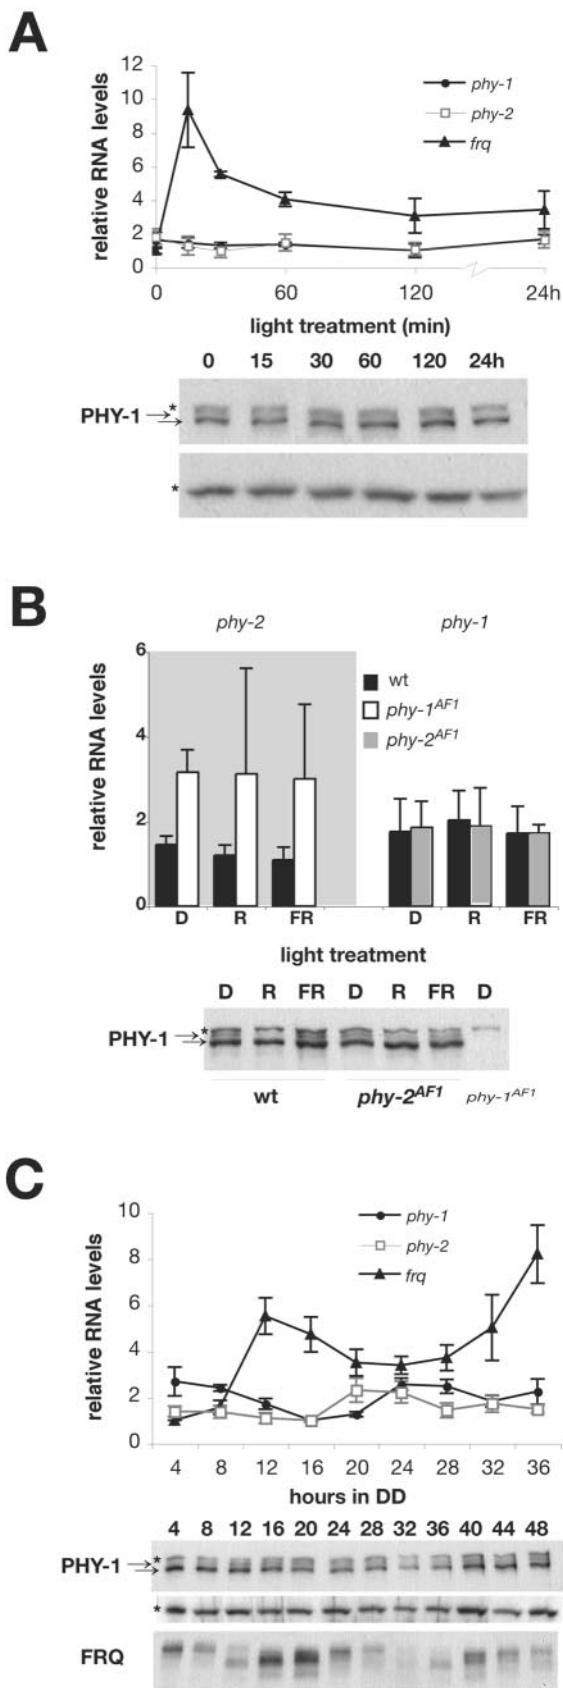 A
12
10
8
6
4
2
0
relative RNA levels
phy-1
phy-2
frq
0 60 120 24h
light treatment (min)
0 15 30 60 120 24h
PHY-1 *
*
B
phy-2 phy-1
6
4
2
0
relative RNA levels
wt
phy-1AF1
phy-2AF1
D R FR D R FR
light treatment
D R FR D R FR D
PHY-1 *
wt phy-2AF1 phy-1AF1
C
10
8
6
4
2
0
relative RNA levels
phy-1
phy-2
frq
4 8 12 16 20 24 28 32 36
hours in DD
4 8 12 16 20 24 28 32 36 40 44 48
PHY-1 *
*
FRQ